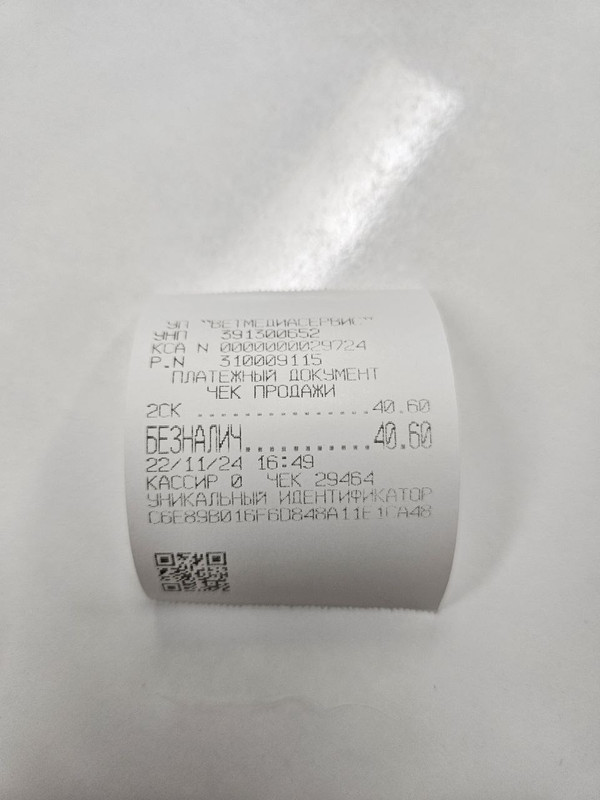 УП "ВЕТМЕДИАСЕРВИС"
УНП 391300652
КСА N 0000000029724
Р.N 310009115
ПЛАТЕЖНЫЙ ДОКУМЕНТ
ЧЕК ПРОДАЖИ
2СК ................40.60
БЕЗНАЛИЧ...........40.60
22/11/24 16:49
КАССИР 0 ЧЕК 29464
УНИКАЛЬНЫЙ ИДЕНТИФИКАТОР
C6E89B016F6D848A11E1CA48